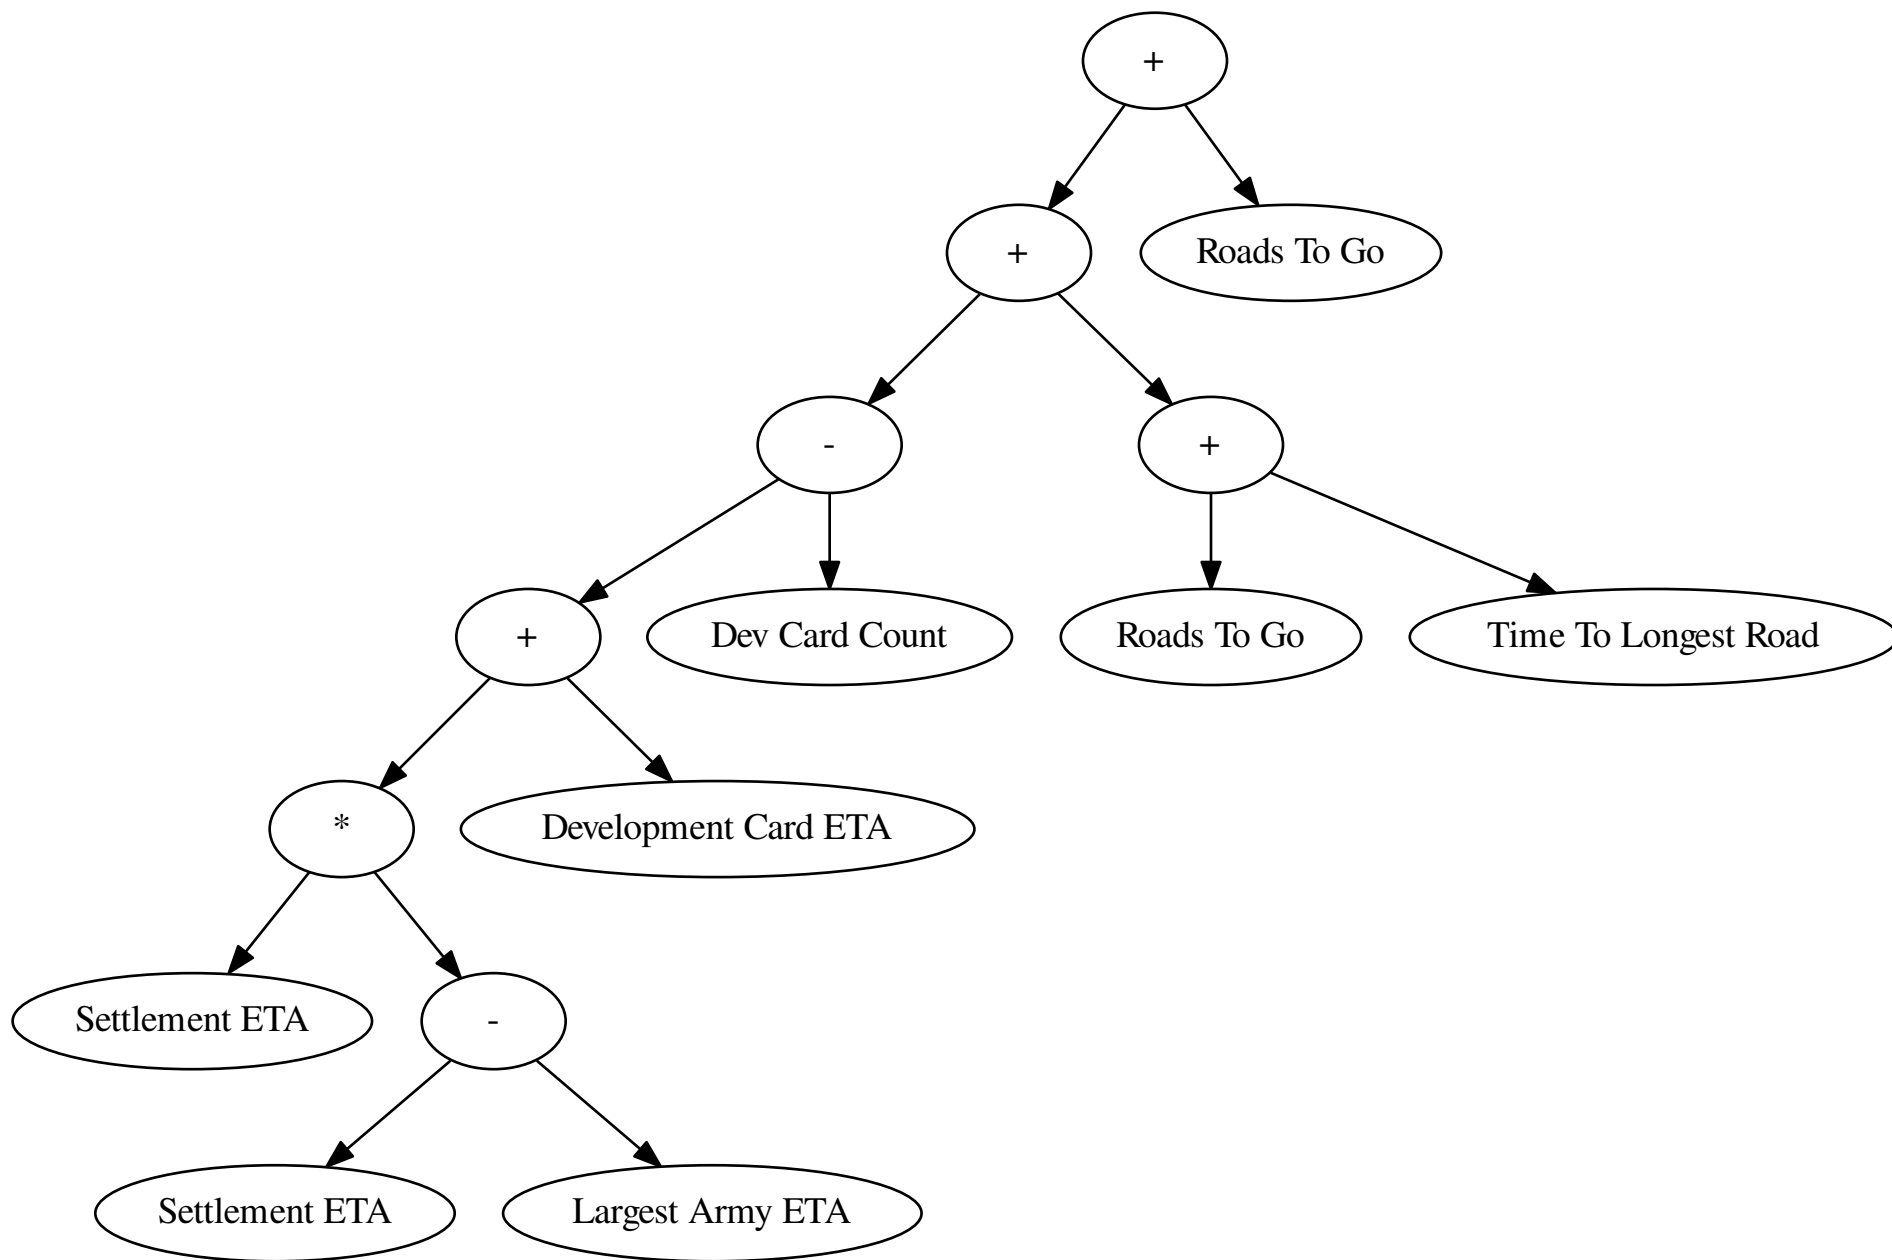 +
+
Roads To Go
-
+
+
Dev Card Count
Roads To Go
Time To Longest Road
*
Development Card ETA
Settlement ETA
-
Settlement ETA
Largest Army ETA